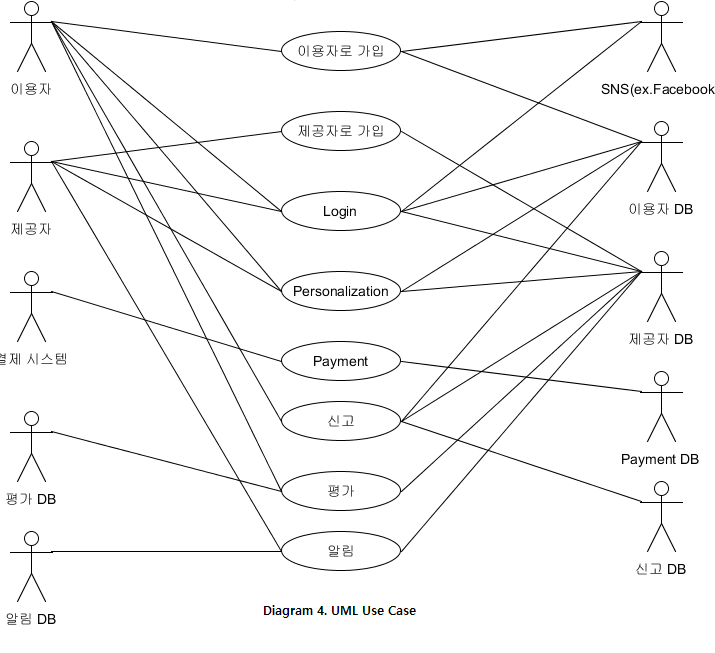 이용자
제공자
결제 시스템
평가 DB
알림 DB
이용자로 가입
제공자로 가입
Login
Personalization
Payment
신고
평가
알림
SNS(ex.Facebook
이용자 DB
제공자 DB
Payment DB
신고 DB
Diagram 4. UML Use Case